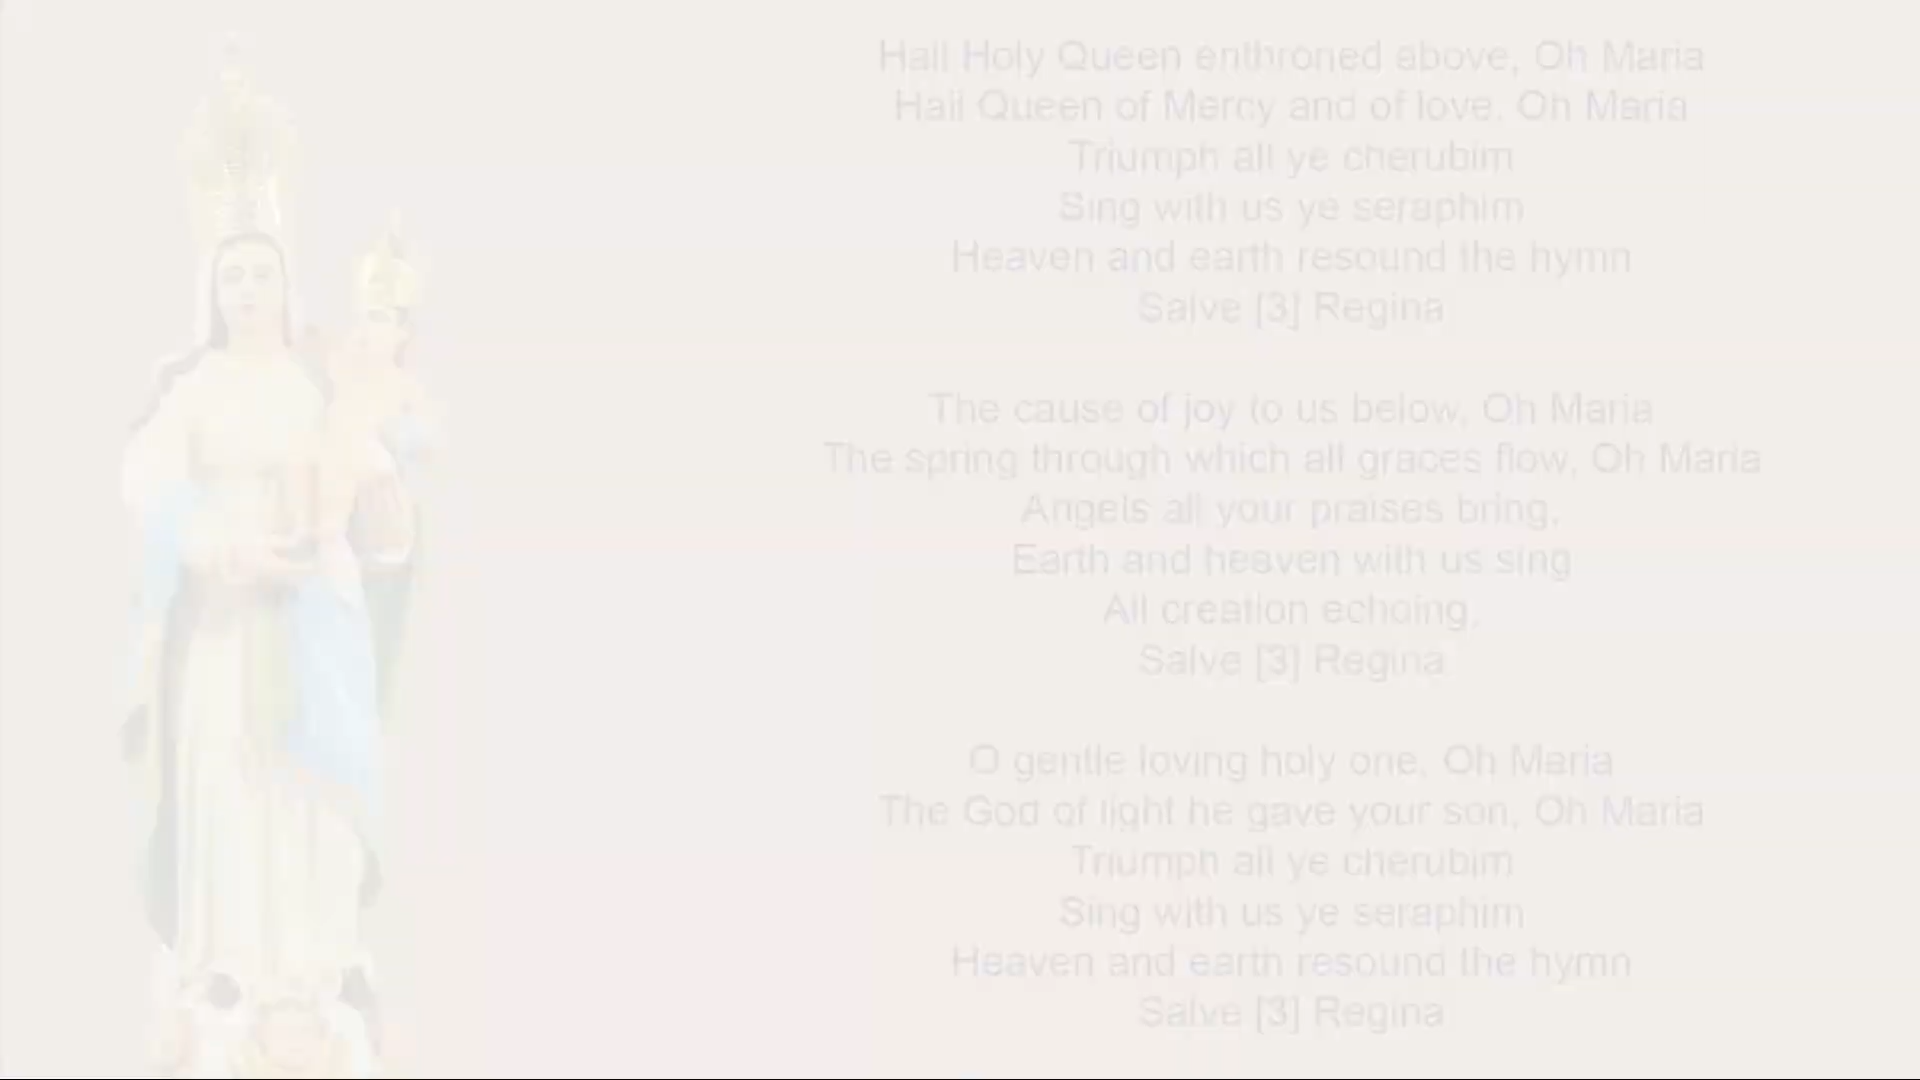 Hail Holy Queen enthroned above, Oh Maria
Hail Queen of Mercy and of love, Oh Maria
Triumph all ye cherubim
Sing with us ye seraphim
Heaven and earth resound the hymn
Salve [3] Regina
The cause of joy to us below, Oh Maria
The spring through which all graces flow, Oh Maria
Angels all your praises bring,
Earth and heaven with us sing
All creation echoing,
Salve [3] Regina
O gentle loving holy one, Oh Maria
The God of light he gave your son, Oh Maria
Triumph all ye cherubim
Sing with us ye seraphim
Heaven and earth resound the hymn
Salve [3] Regina